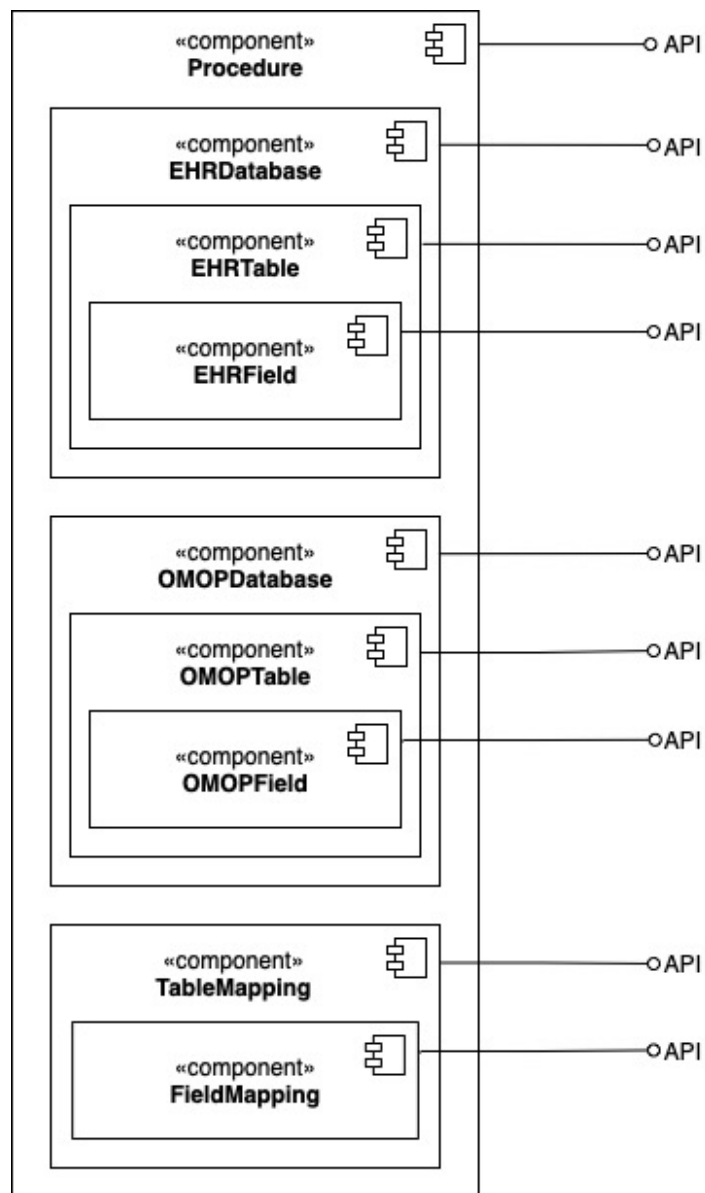 «component»
Procedure
API
«component»
EHRDatabase
API
«component»
EHRTable
API
«component»
EHRField
API
«component»
OMOPDatabase
API
«component»
OMOPTable
API
«component»
OMOPField
API
«component»
TableMapping
API
«component»
FieldMapping
API